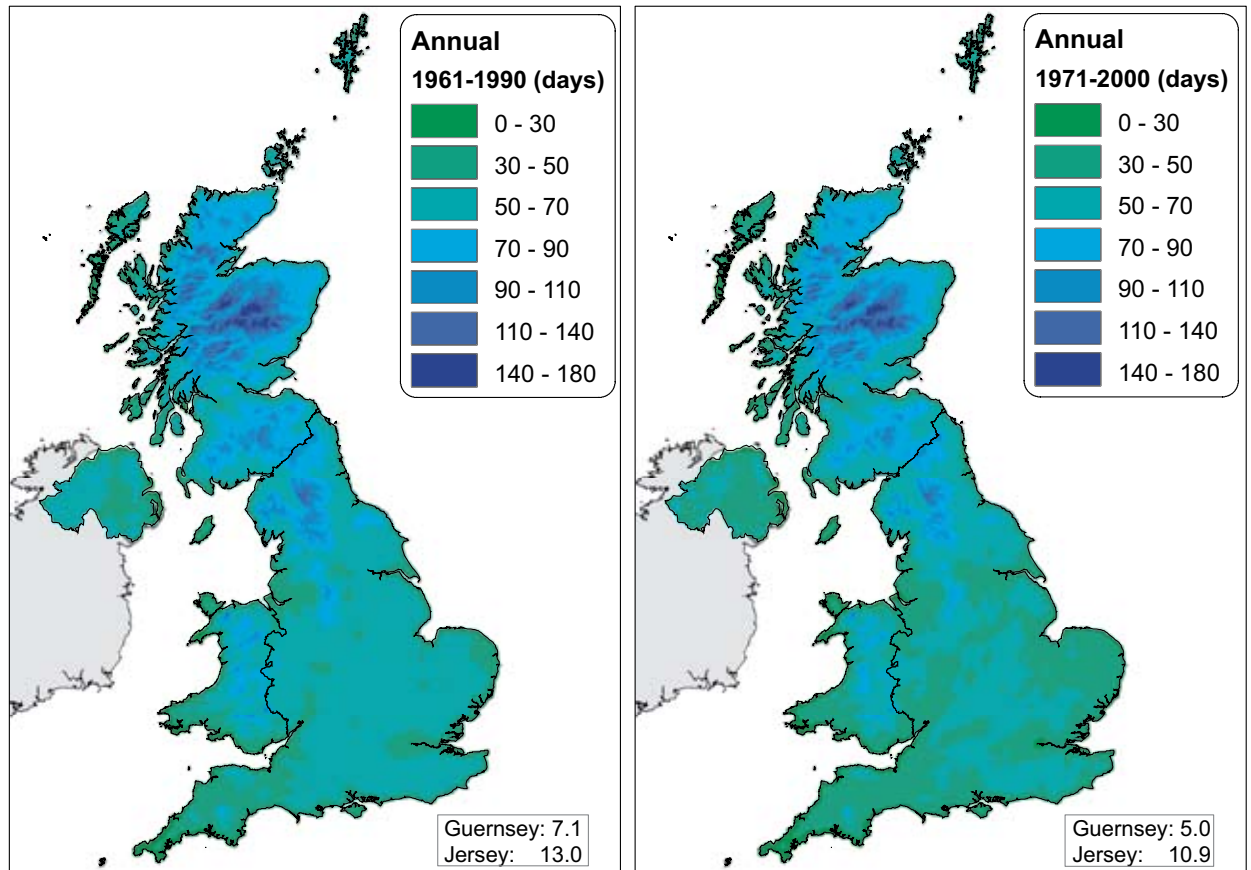 Annual
1961-1990 (days)
0 - 30
30 - 50
50 - 70
70 - 90
90 - 110
110 - 140
140 - 180
Guernsey: 7.1
Jersey: 13.0
Annual
1971-2000 (days)
0 - 30
30 - 50
50 - 70
70 - 90
90 - 110
110 - 140
140 - 180
Guernsey: 5.0
Jersey: 10.9